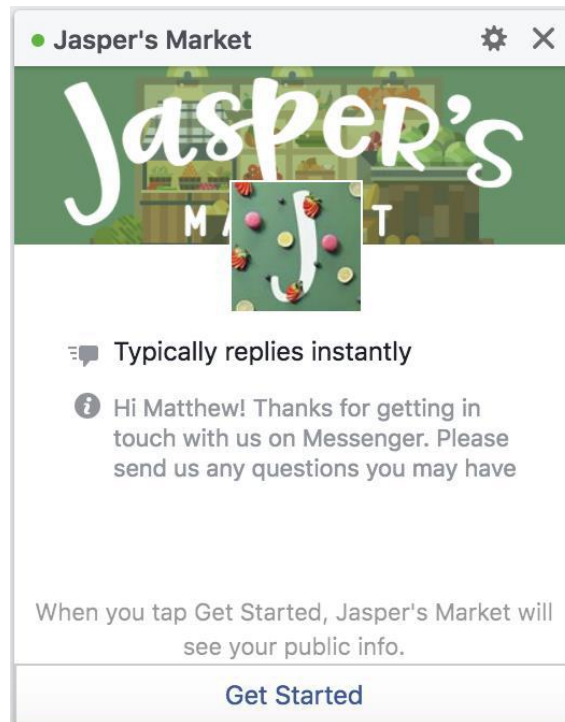 Jasper's Market
Jasper's
J
Typically replies instantly
Hi Matthew! Thanks for getting in
touch with us on Messenger. Please
send us any questions you may have
When you tap Get Started, Jasper's Market will
see your public info.
Get Started